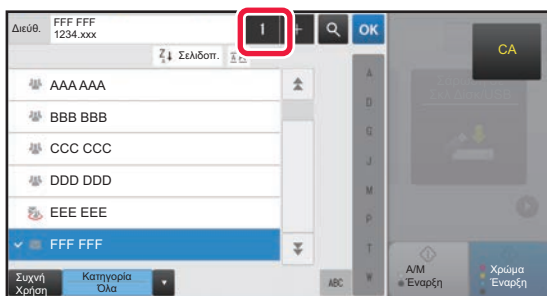 Διεύθ.
FFF FFF
1234.xxx
1
+
OK
CA
Z↓ Σελιδοπ.
AAA AAA
BBB BBB
CCC CCC
DDD DDD
EEE EEE
FFF FFF
A
D
G
J
M
P
T
W
Συχνή
Χρήση
Κατηγορία
Όλα
ABC
Α/Μ
Έναρξη
Χρώμα
Έναρξη